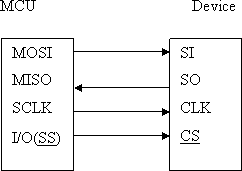 MCU Device
MOSI SI
MISO SO
SCLK CLK
I/O(SS) CS